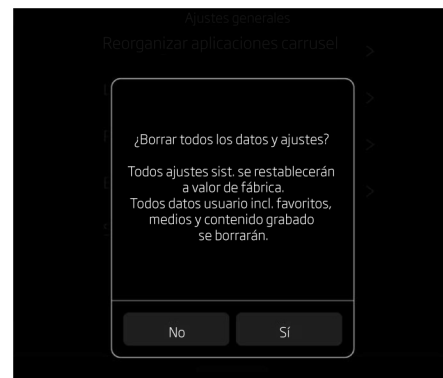 Ajustes generales
Reorganizar aplicaciones carrusel
¿Borrar todos los datos y ajustes?
Todos ajustes sist. se restablecerán
a valor de fábrica.
Todos datos usuario incl. favoritos,
medios y contenido grabado
se borrarán.
No
Sí